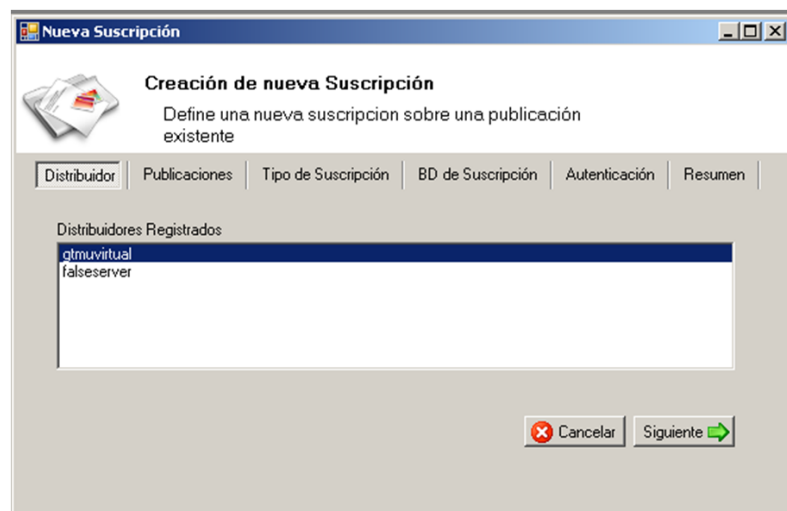 Nueva Suscripción
Creación de nueva Suscripción
Define una nueva suscripcion sobre una publicación
existente
Distribuidor Publicaciones Tipo de Suscripción BD de Suscripción Autenticación Resumen
Distribuidores Registrados
gtmuvirtual
falseserver
Cancelar Siguiente